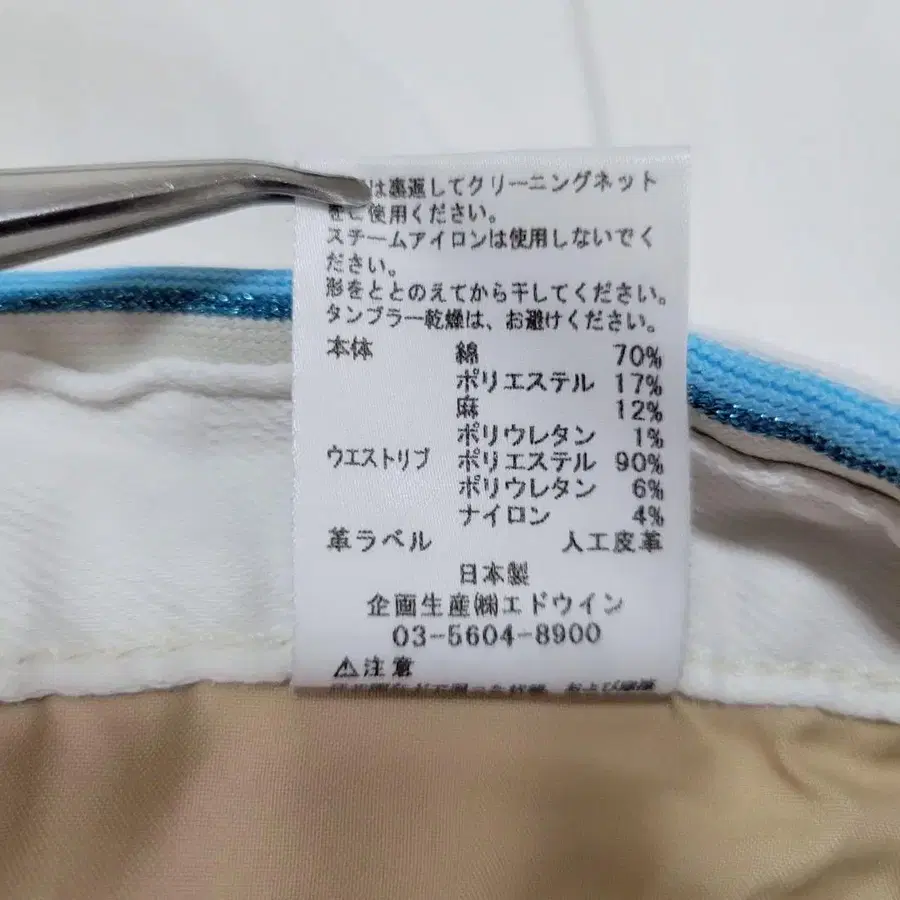 は裏返してクリーニングネット
をご使用ください。
スチームアイロンは使用しないでく
ださい。
形をととのえてから干してください。
タンブラー乾燥は、お避けください。
本体 綿 70%
ポリエステル 17%
麻 12%
ポリウレタン 1%
ウエストリブ ポリエステル 90%
ポリウレタン 6%
ナイロン 4%
革ラベル 人工皮革
日本製
企画生産㈱エドウイン
03-5604-8900
⚠注意